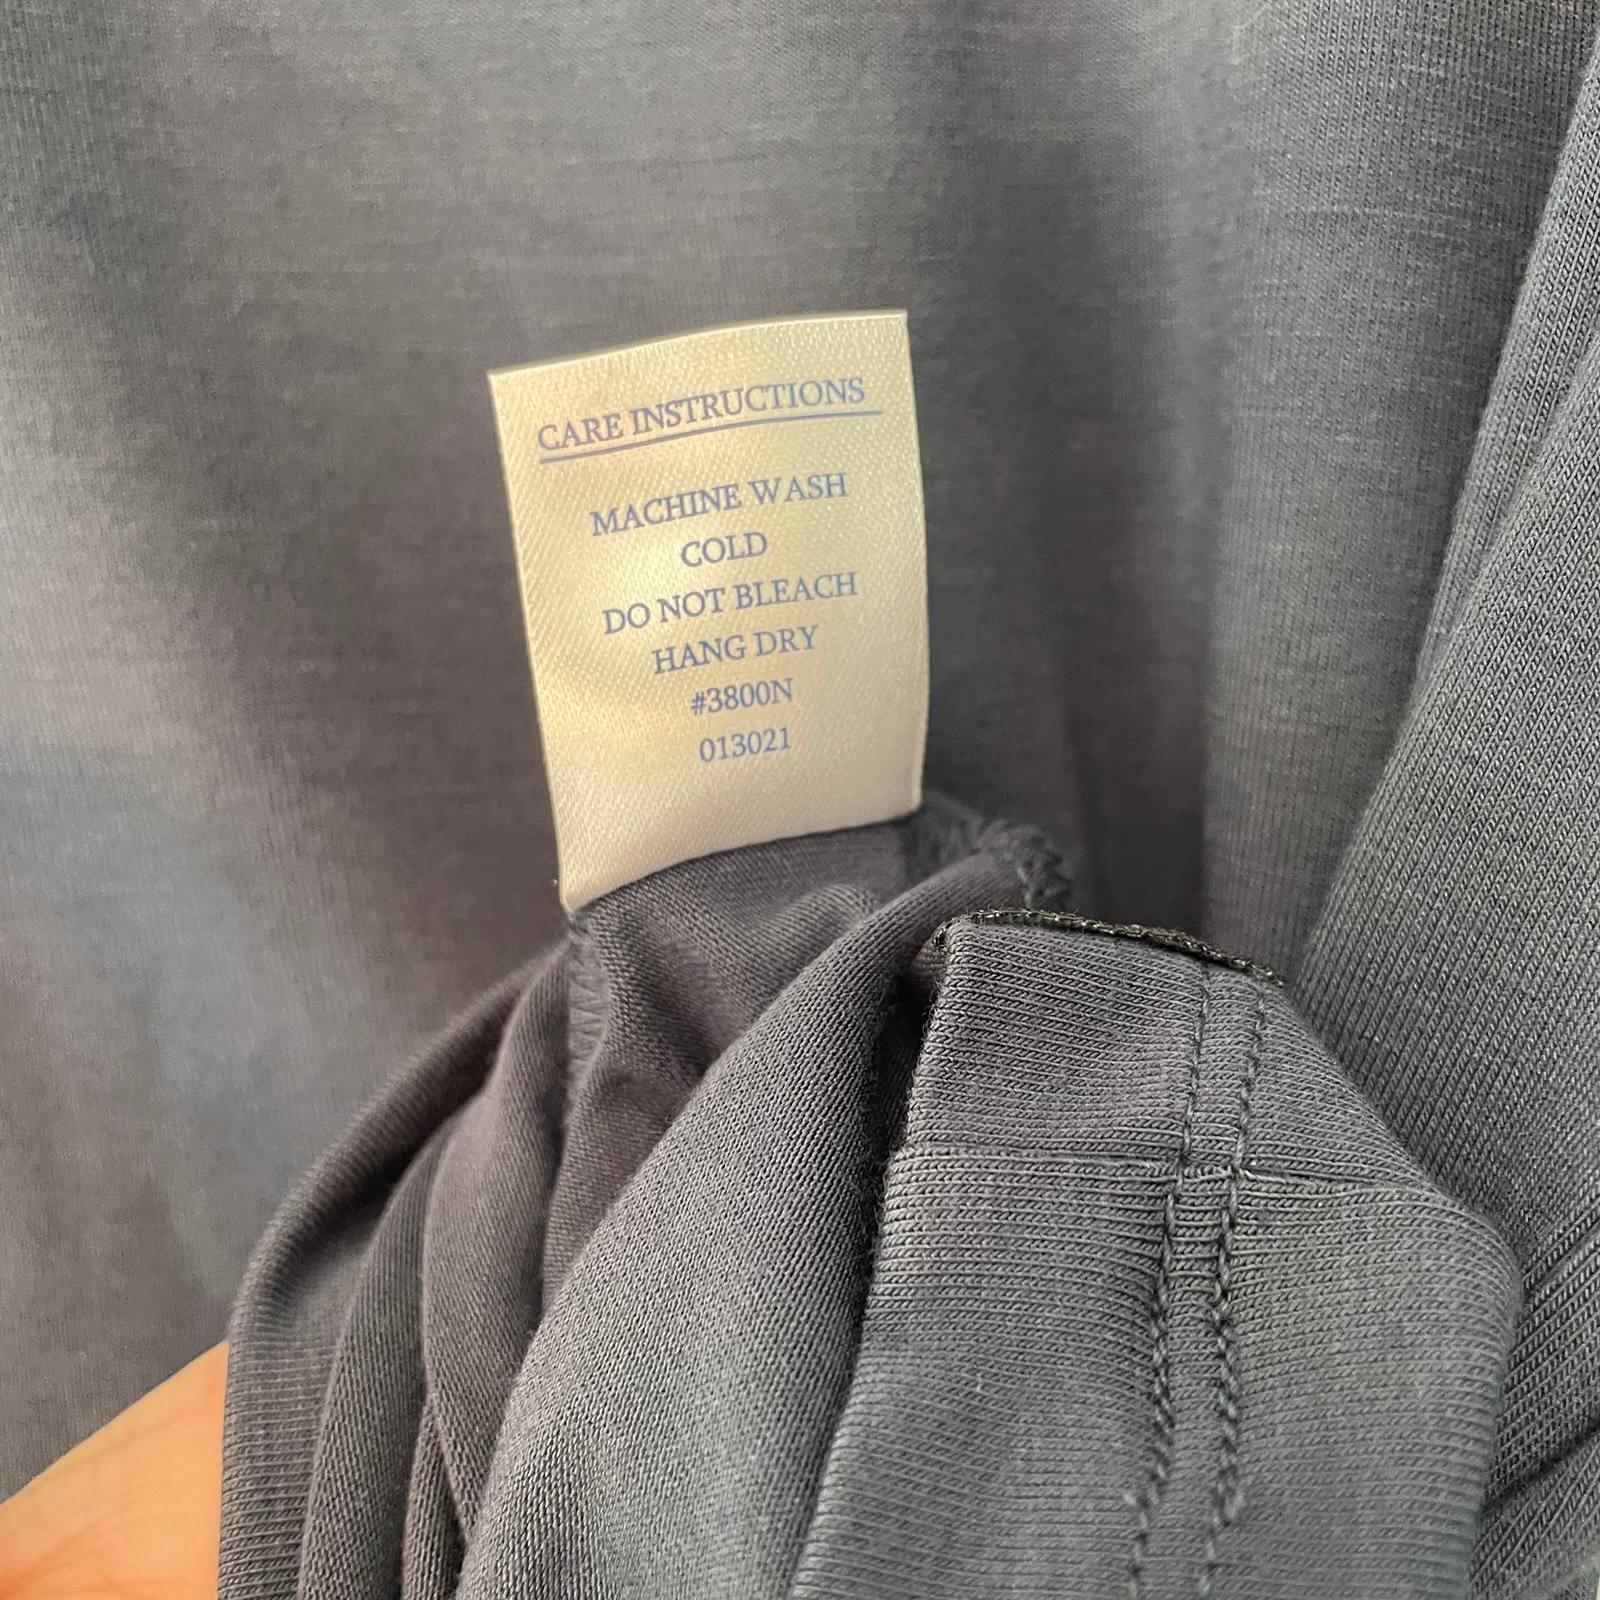 CARE INSTRUCTIONS
MACHINE WASH
COLD
DO NOT BLEACH
HANG DRY
#3800N
013021